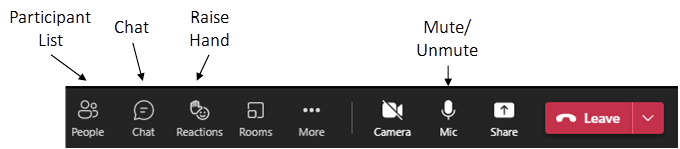 Participant
List
Chat
Raise
Hand
Mute/
Unmute
People
Chat
Reactions
Rooms
More
Camera
Mic
Share
Leave